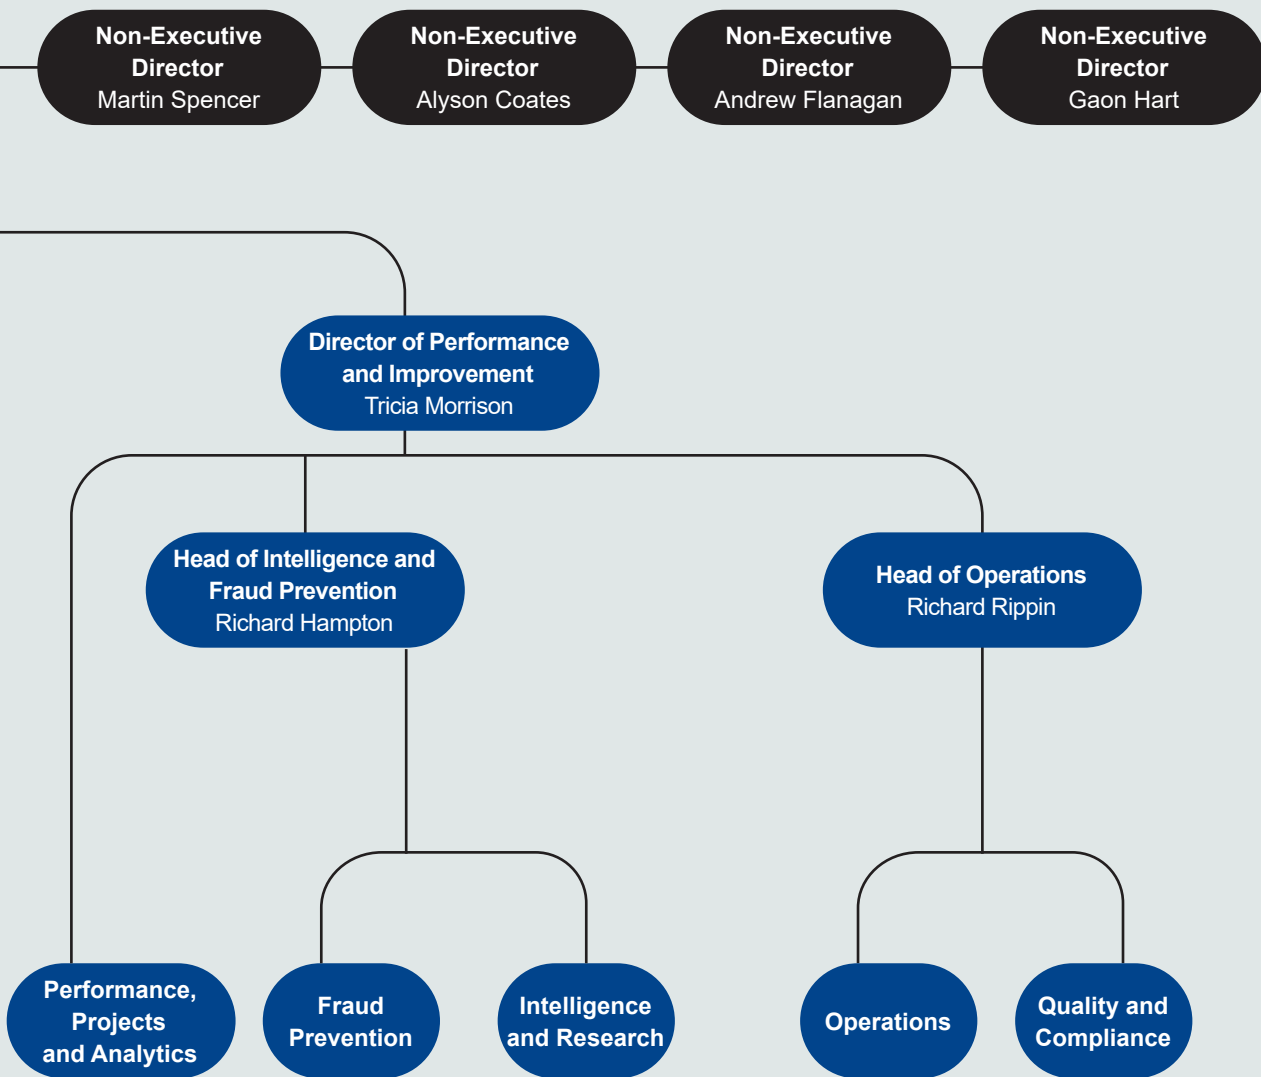 Non-Executive
Director
Martin Spencer
Non-Executive
Director
Alyson Coates
Non-Executive
Director
Andrew Flanagan
Non-Executive
Director
Gaon Hart
Director of Performance
and Improvement
Tricia Morrison
Head of Intelligence and
Fraud Prevention
Richard Hampton
Head of Operations
Richard Rippin
Performance,
Projects
and Analytics
Fraud
Prevention
Intelligence
and Research
Operations
Quality and
Compliance